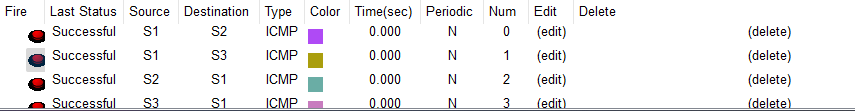 Fire Last Status Source Destination Type Color Time(sec) Periodic Num Edit Delete
Successful S1 S2 ICMP 0.000 N 0 (edit) (delete)
Successful S1 S3 ICMP 0.000 N 1 (edit) (delete)
Successful S2 S1 ICMP 0.000 N 2 (edit) (delete)
Successful S3 S1 ICMP 0.000 N 3 (edit) (delete)